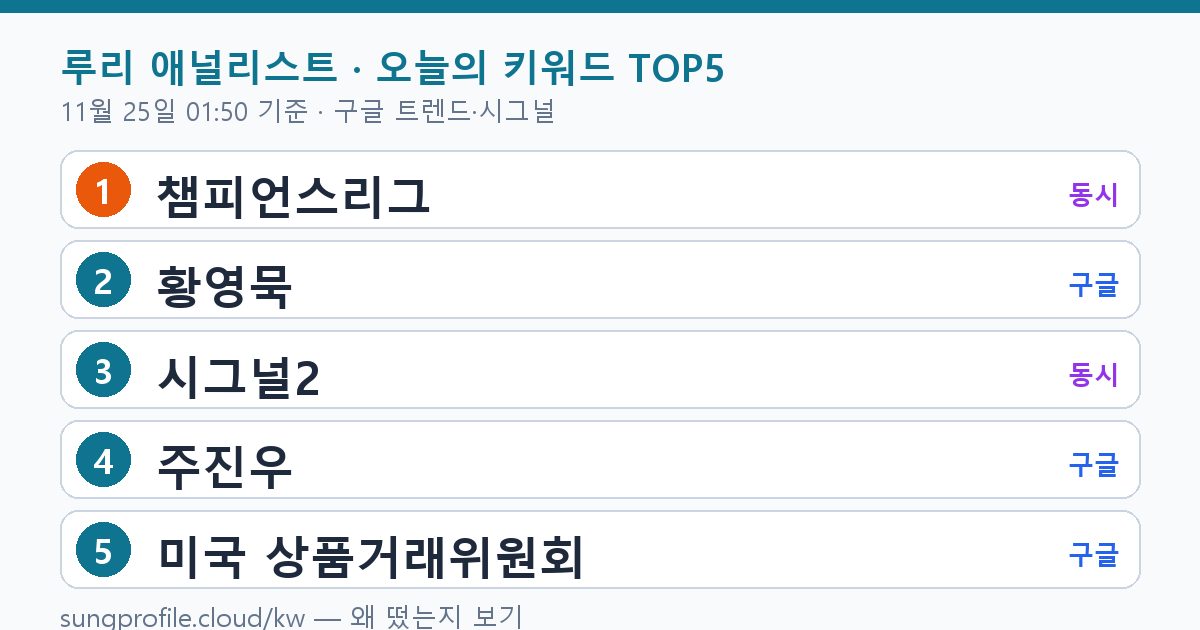 루리 애널리스트 · 오늘의 키워드 TOP5
11월 25일 01:50 기준 · 구글 트렌드·시그널
1 챔피언스리그 동시
2 황영묵 구글
3 시그널2 동시
4 주진우 구글
5 미국 상품거래위원회 구글
sungprofile.cloud/kw — 왜 떴는지 보기